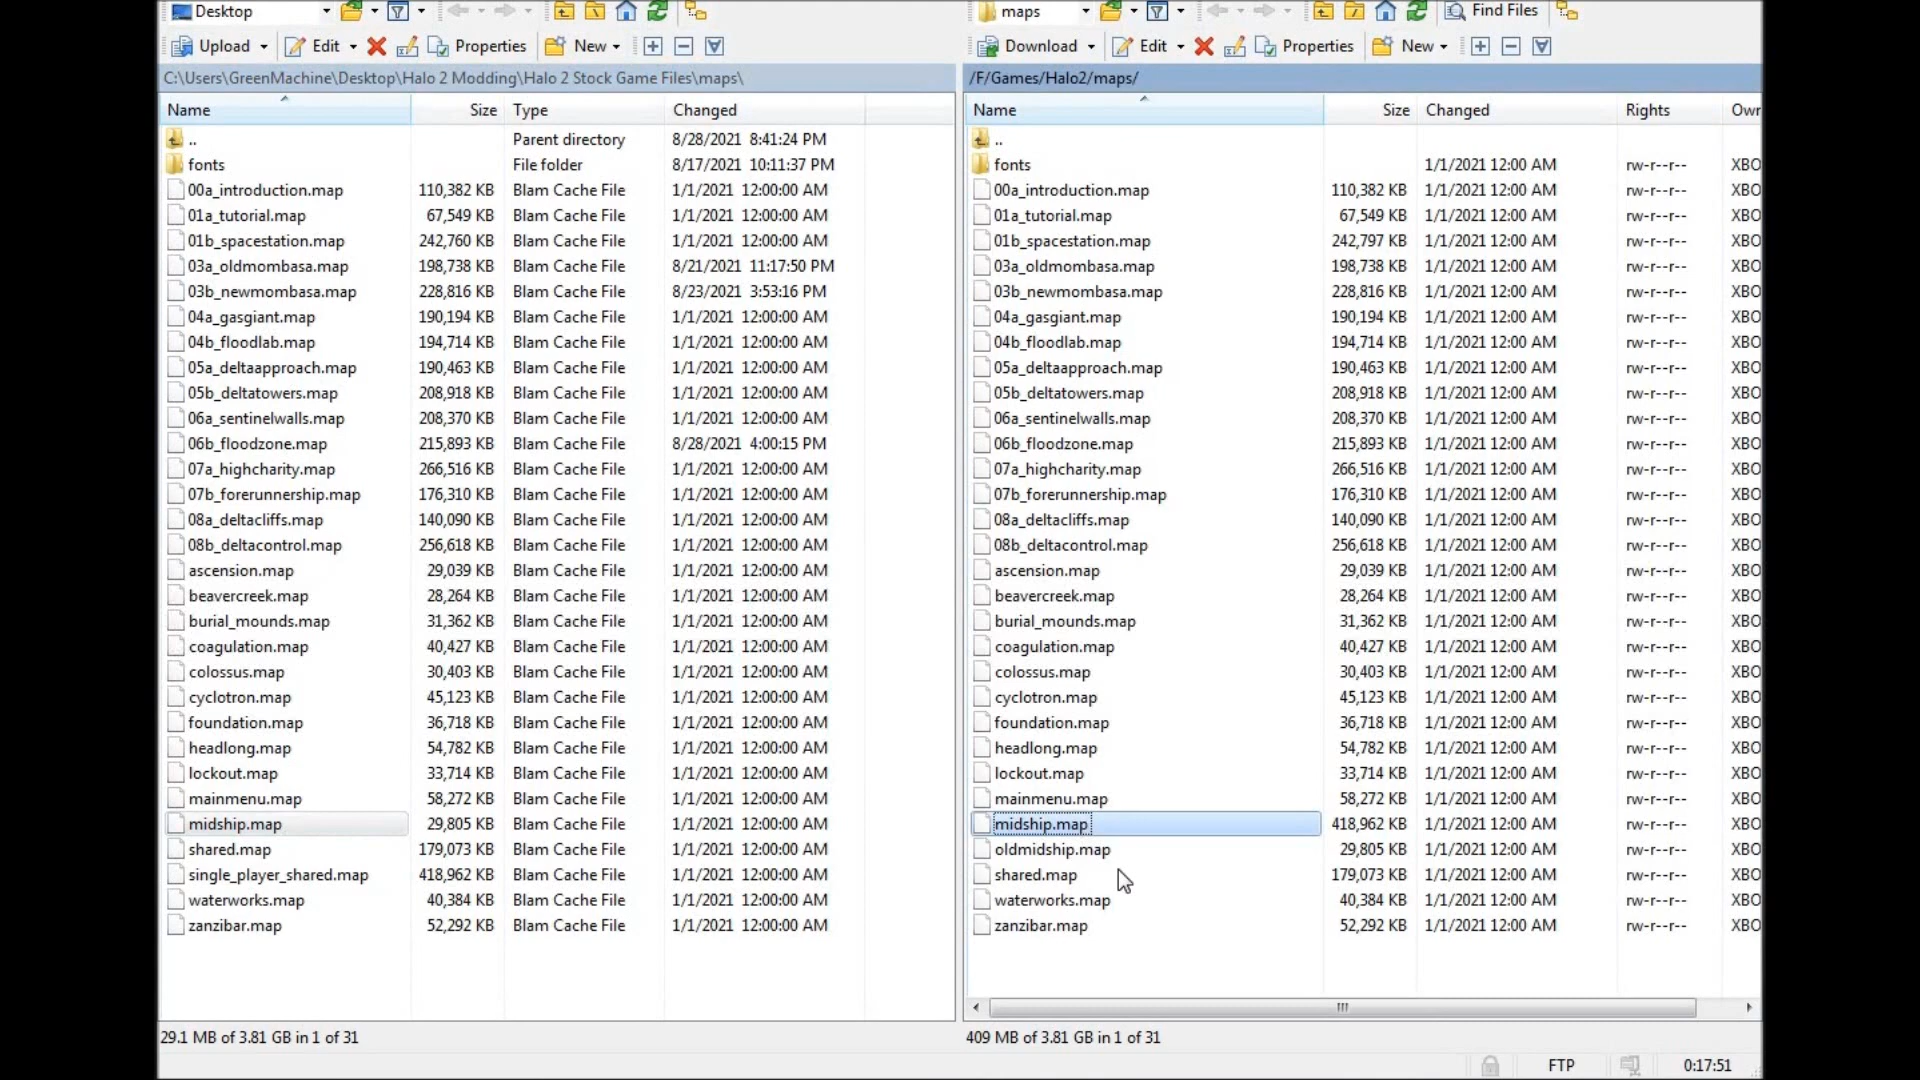 Desktop
Upload Edit Properties New
C:\Users\GreenMachine\Desktop\Halo 2 Modding\Halo 2 Stock Game Files\maps\
Name Size Type Changed
.. Parent directory 8/28/2021 8:41:24 PM
fonts File folder 8/17/2021 10:11:37 PM
00a_introduction.map 110,382 KB Blam Cache File 1/1/2021 12:00:00 AM
01a_tutorial.map 67,549 KB Blam Cache File 1/1/2021 12:00:00 AM
01b_spacestation.map 242,760 KB Blam Cache File 1/1/2021 12:00:00 AM
03a_oldmombasa.map 198,738 KB Blam Cache File 8/21/2021 11:17:50 PM
03b_newmombasa.map 228,816 KB Blam Cache File 8/23/2021 3:53:16 PM
04a_gasgiant.map 190,194 KB Blam Cache File 1/1/2021 12:00:00 AM
04b_floodlab.map 194,714 KB Blam Cache File 1/1/2021 12:00:00 AM
05a_deltaapproach.map 190,463 KB Blam Cache File 1/1/2021 12:00:00 AM
05b_deltatowers.map 208,918 KB Blam Cache File 1/1/2021 12:00:00 AM
06a_sentinelwalls.map 208,370 KB Blam Cache File 1/1/2021 12:00:00 AM
06b_floodzone.map 215,893 KB Blam Cache File 8/28/2021 4:00:15 PM
07a_highcharity.map 266,516 KB Blam Cache File 1/1/2021 12:00:00 AM
07b_forerunnership.map 176,310 KB Blam Cache File 1/1/2021 12:00:00 AM
08a_deltacliffs.map 140,090 KB Blam Cache File 1/1/2021 12:00:00 AM
08b_deltacontrol.map 256,618 KB Blam Cache File 1/1/2021 12:00:00 AM
ascension.map 29,039 KB Blam Cache File 1/1/2021 12:00:00 AM
beavercreek.map 28,264 KB Blam Cache File 1/1/2021 12:00:00 AM
burial_mounds.map 31,362 KB Blam Cache File 1/1/2021 12:00:00 AM
coagulation.map 40,427 KB Blam Cache File 1/1/2021 12:00:00 AM
colossus.map 30,403 KB Blam Cache File 1/1/2021 12:00:00 AM
cyclotron.map 45,123 KB Blam Cache File 1/1/2021 12:00:00 AM
foundation.map 36,718 KB Blam Cache File 1/1/2021 12:00:00 AM
headlong.map 54,782 KB Blam Cache File 1/1/2021 12:00:00 AM
lockout.map 33,714 KB Blam Cache File 1/1/2021 12:00:00 AM
mainmenu.map 58,272 KB Blam Cache File 1/1/2021 12:00:00 AM
midship.map 29,805 KB Blam Cache File 1/1/2021 12:00:00 AM
shared.map 179,073 KB Blam Cache File 1/1/2021 12:00:00 AM
single_player_shared.map 418,962 KB Blam Cache File 1/1/2021 12:00:00 AM
waterworks.map 40,384 KB Blam Cache File 1/1/2021 12:00:00 AM
zanzibar.map 52,292 KB Blam Cache File 1/1/2021 12:00:00 AM
29.1 MB of 3.81 GB in 1 of 31
maps Find Files
Download Edit Properties New
/F/Games/Halo2/maps/
Name Size Changed Rights Owr
..
fonts 1/1/2021 12:00 AM rw-r--r-- XBO
00a_introduction.map 110,382 KB 1/1/2021 12:00 AM rw-r--r-- XBO
01a_tutorial.map 67,549 KB 1/1/2021 12:00 AM rw-r--r-- XBO
01b_spacestation.map 242,797 KB 1/1/2021 12:00 AM rw-r--r-- XBO
03a_oldmombasa.map 198,738 KB 1/1/2021 12:00 AM rw-r--r-- XBO
03b_newmombasa.map 228,816 KB 1/1/2021 12:00 AM rw-r--r-- XBO
04a_gasgiant.map 190,194 KB 1/1/2021 12:00 AM rw-r--r-- XBO
04b_floodlab.map 194,714 KB 1/1/2021 12:00 AM rw-r--r-- XBO
05a_deltaapproach.map 190,463 KB 1/1/2021 12:00 AM rw-r--r-- XBO
05b_deltatowers.map 208,918 KB 1/1/2021 12:00 AM rw-r--r-- XBO
06a_sentinelwalls.map 208,370 KB 1/1/2021 12:00 AM rw-r--r-- XBO
06b_floodzone.map 215,893 KB 1/1/2021 12:00 AM rw-r--r-- XBO
07a_highcharity.map 266,516 KB 1/1/2021 12:00 AM rw-r--r-- XBO
07b_forerunnership.map 176,310 KB 1/1/2021 12:00 AM rw-r--r-- XBO
08a_deltacliffs.map 140,090 KB 1/1/2021 12:00 AM rw-r--r-- XBO
08b_deltacontrol.map 256,618 KB 1/1/2021 12:00 AM rw-r--r-- XBO
ascension.map 29,039 KB 1/1/2021 12:00 AM rw-r--r-- XBO
beavercreek.map 28,264 KB 1/1/2021 12:00 AM rw-r--r-- XBO
burial_mounds.map 31,362 KB 1/1/2021 12:00 AM rw-r--r-- XBO
coagulation.map 40,427 KB 1/1/2021 12:00 AM rw-r--r-- XBO
colossus.map 30,403 KB 1/1/2021 12:00 AM rw-r--r-- XBO
cyclotron.map 45,123 KB 1/1/2021 12:00 AM rw-r--r-- XBO
foundation.map 36,718 KB 1/1/2021 12:00 AM rw-r--r-- XBO
headlong.map 54,782 KB 1/1/2021 12:00 AM rw-r--r-- XBO
lockout.map 33,714 KB 1/1/2021 12:00 AM rw-r--r-- XBO
mainmenu.map 58,272 KB 1/1/2021 12:00 AM rw-r--r-- XBO
midship.map 418,962 KB 1/1/2021 12:00 AM rw-r--r-- XBO
oldmidship.map 29,805 KB 1/1/2021 12:00 AM rw-r--r-- XBO
shared.map 179,073 KB 1/1/2021 12:00 AM rw-r--r-- XBO
waterworks.map 40,384 KB 1/1/2021 12:00 AM rw-r--r-- XBO
zanzibar.map 52,292 KB 1/1/2021 12:00 AM rw-r--r-- XBO
409 MB of 3.81 GB in 1 of 31
FTP 0:17:51